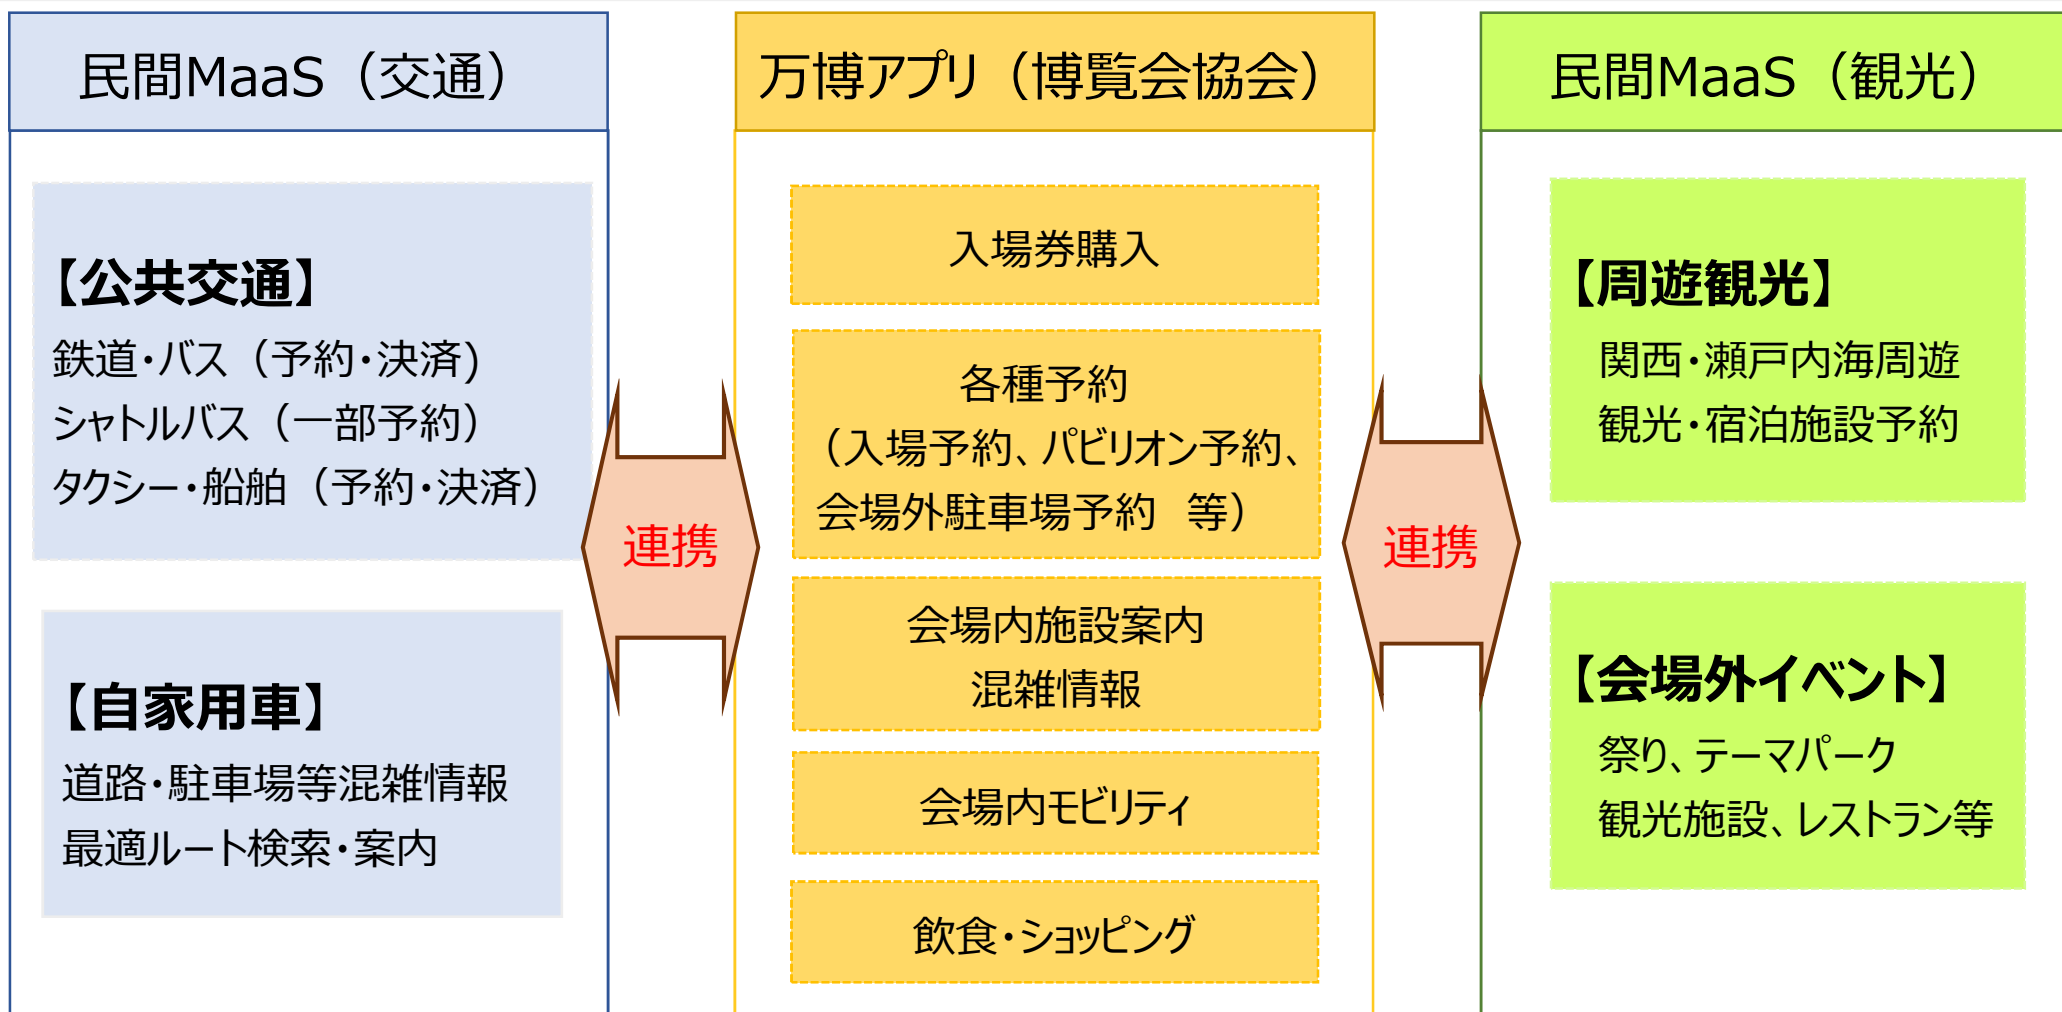 民間MaaS（交通）
【公共交通】
鉄道・バス（予約・決済)
シャトルバス（一部予約）
タクシー・船舶（予約・決済）
【自家用車】
道路・駐車場等混雑情報
最適ルート検索・案内
連携
万博アプリ（博覧会協会）
入場券購入
各種予約
（入場予約、パビリオン予約、
会場外駐車場予約　等）
会場内施設案内
混雑情報
会場内モビリティ
飲食・ショッピング
連携
民間MaaS（観光）
【周遊観光】
関西・瀬戸内海周遊
観光・宿泊施設予約
【会場外イベント】
祭り、テーマパーク
観光施設、レストラン等